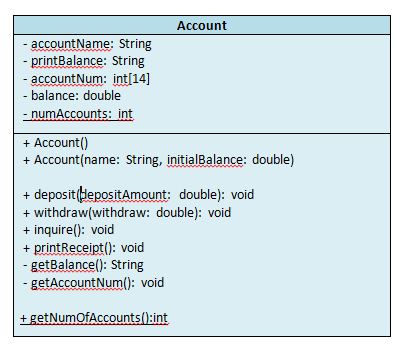 Account
- accountName: String
- printBalance: String
- accountNum: int[14]
- balance: double
- numAccounts: int
+ Account()
+ Account(name: String, initialBalance: double)
+ deposit(depositAmount: double): void
+ withdraw(withdraw: double): void
+ inquire(): void
+ printReceipt(): void
- getBalance(): String
- getAccountNum(): void
+ getNumOfAccounts():int